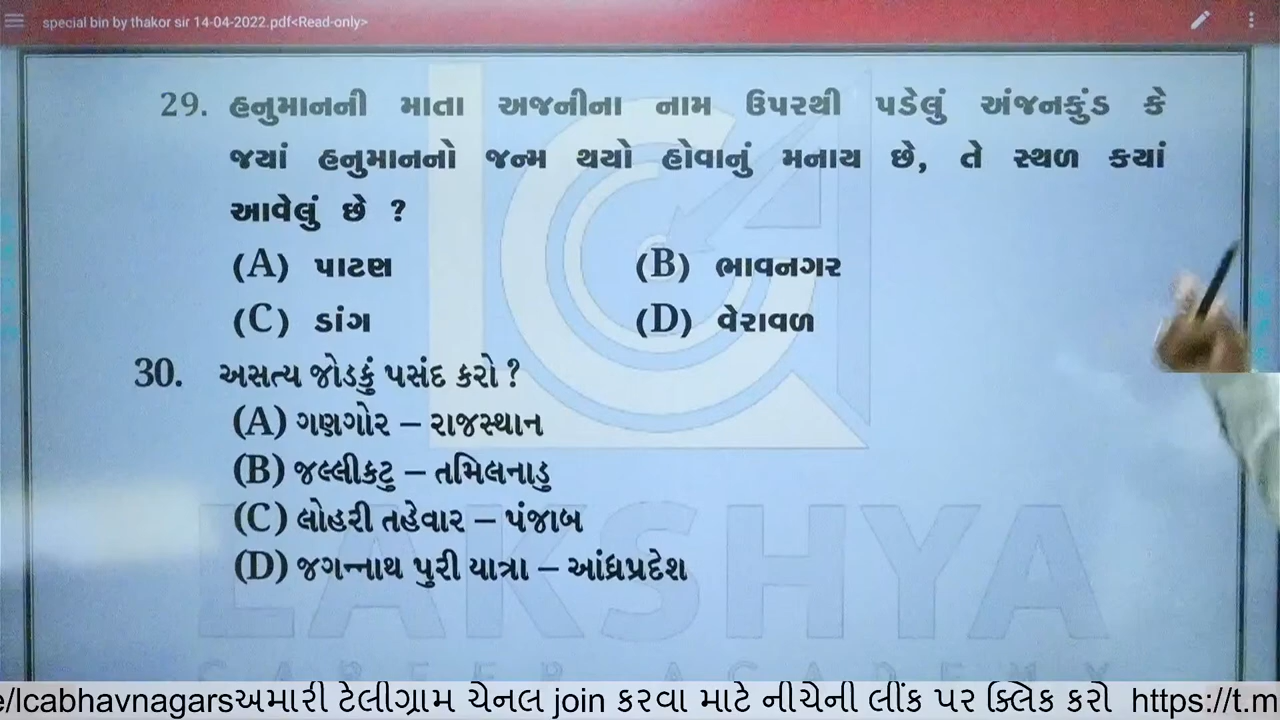 special bin by thakor sir 14-04-2022.pdf<Read-only>
29. હનુમાનની માતા અજનીના નામ ઉપરથી પડેલું અંજનકુંડ કે
જયાં હનુમાનનો જન્મ થયો હોવાનું મનાય છે, તે સ્થળ કયાં
આવેલું છે ?
(A) પાટણ (B) ભાવનગર
(C) ડાંગ (D) વેરાવળ
30. અસત્ય જોડકું પસંદ કરો ?
(A) ગણગોર – રાજસ્થાન
(B) જલ્લીકટુ – તમિલનાડુ
(C) લોહરી તહેવાર – પંજાબ
(D) જગન્નાથ પુરી યાત્રા – આંધ્રપ્રદેશ
LAKSHYA
CAREER ACADEMY
e/lcabhavnagarsઅમારી ટેલીગ્રામ ચેનલ join કરવા માટે નીચેની લીંક પર ક્લિક કરો https://t.m